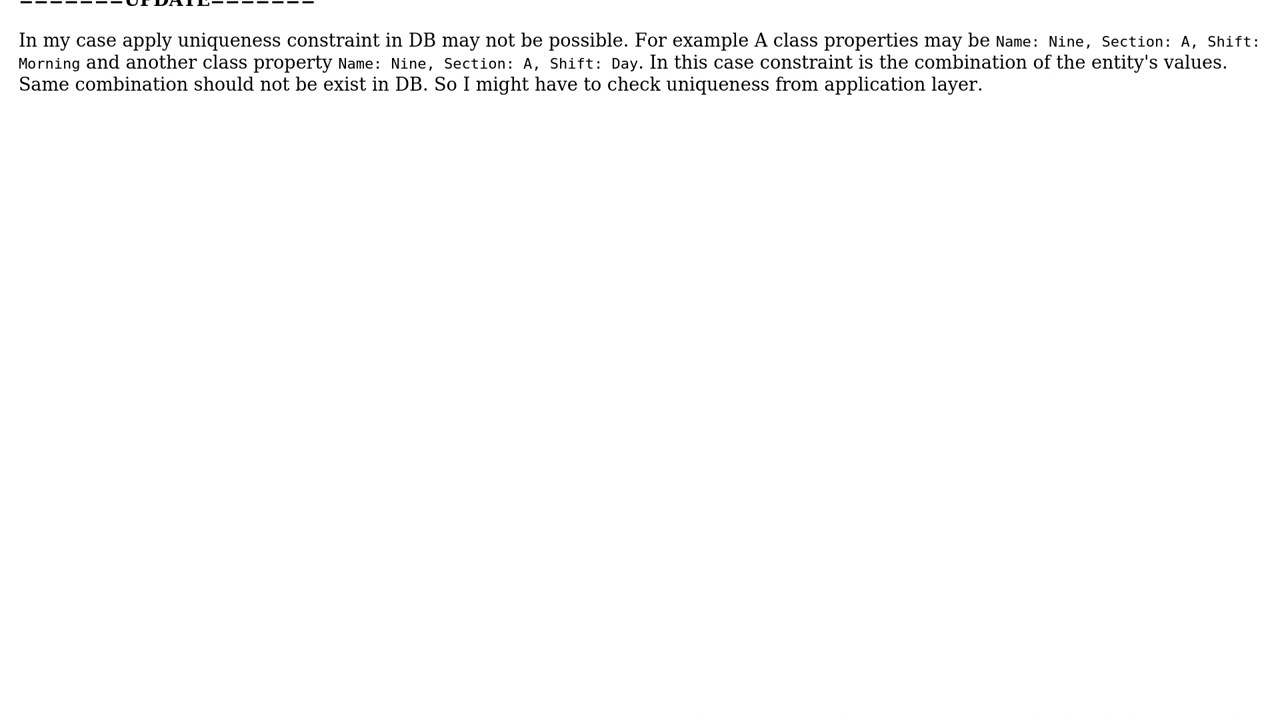 =======UPDATE=======
In my case apply uniqueness constraint in DB may not be possible. For example A class properties may be Name: Nine, Section: A, Shift:
Morning and another class property Name: Nine, Section: A, Shift: Day. In this case constraint is the combination of the entity's values.
Same combination should not be exist in DB. So I might have to check uniqueness from application layer.